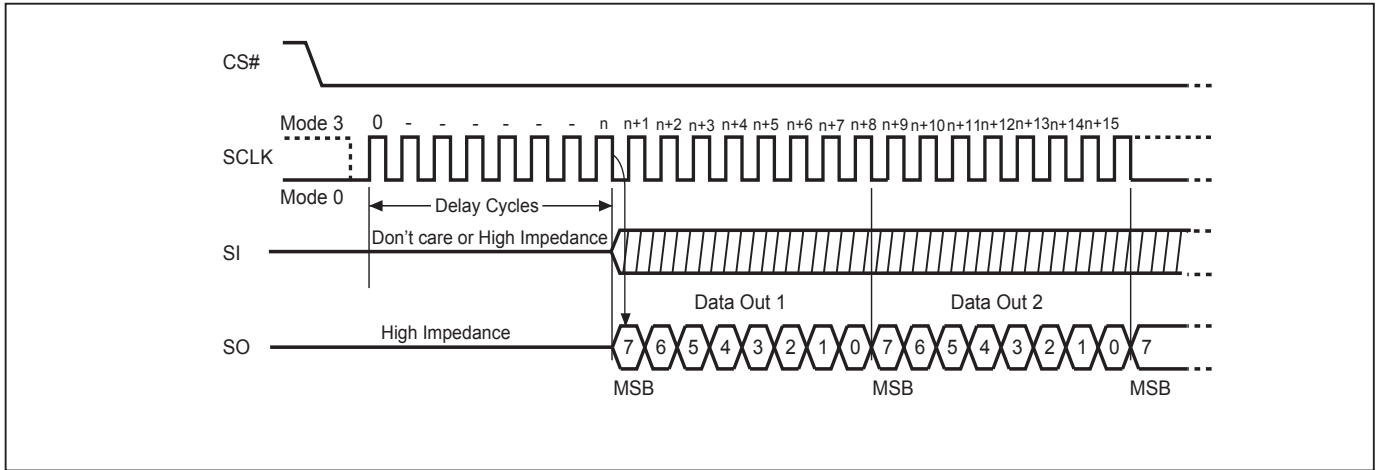 CS#
Mode 3
0 - - - - - - n n+1 n+2 n+3 n+4 n+5 n+6 n+7 n+8 n+9 n+10 n+11 n+12 n+13 n+14 n+15
SCLK
Mode 0
Delay Cycles
Don't care or High Impedance
SI
Data Out 1 Data Out 2
High Impedance
SO
7 6 5 4 3 2 1 0 7 6 5 4 3 2 1 0 7
MSB MSB MSB